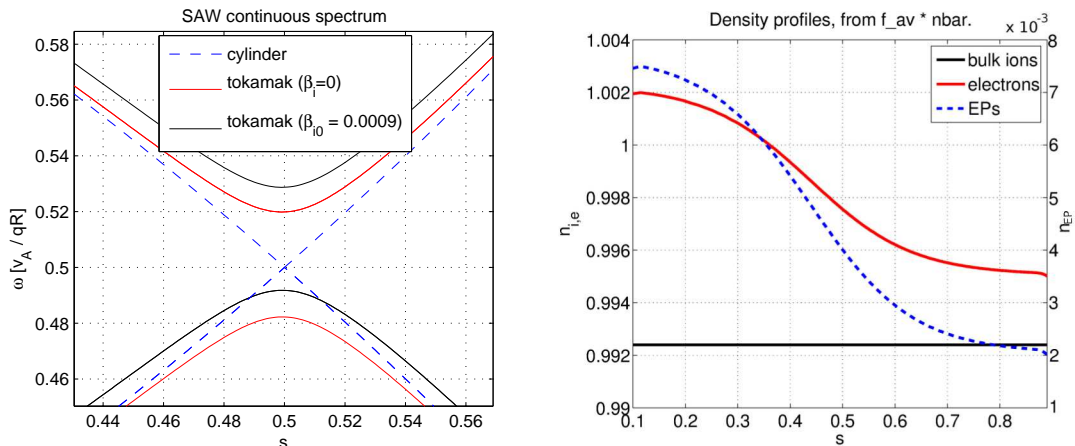 SAW continuous spectrum
cylinder
tokamak (β_i=0)
tokamak (β_i0 = 0.0009)
ω [v_A / qR]
0.58
0.56
0.54
0.52
0.5
0.48
0.46
0.44 0.46 0.48 0.5 0.52 0.54 0.56
s
Density profiles, from f_av * nbar.
x 10^-3
bulk ions
electrons
EPs
n_i,e
1.004
1.002
1
0.998
0.996
0.994
0.992
0.99
8
7
6
5
4
3
2
1
n_EP
0.1 0.2 0.3 0.4 0.5 0.6 0.7 0.8
s